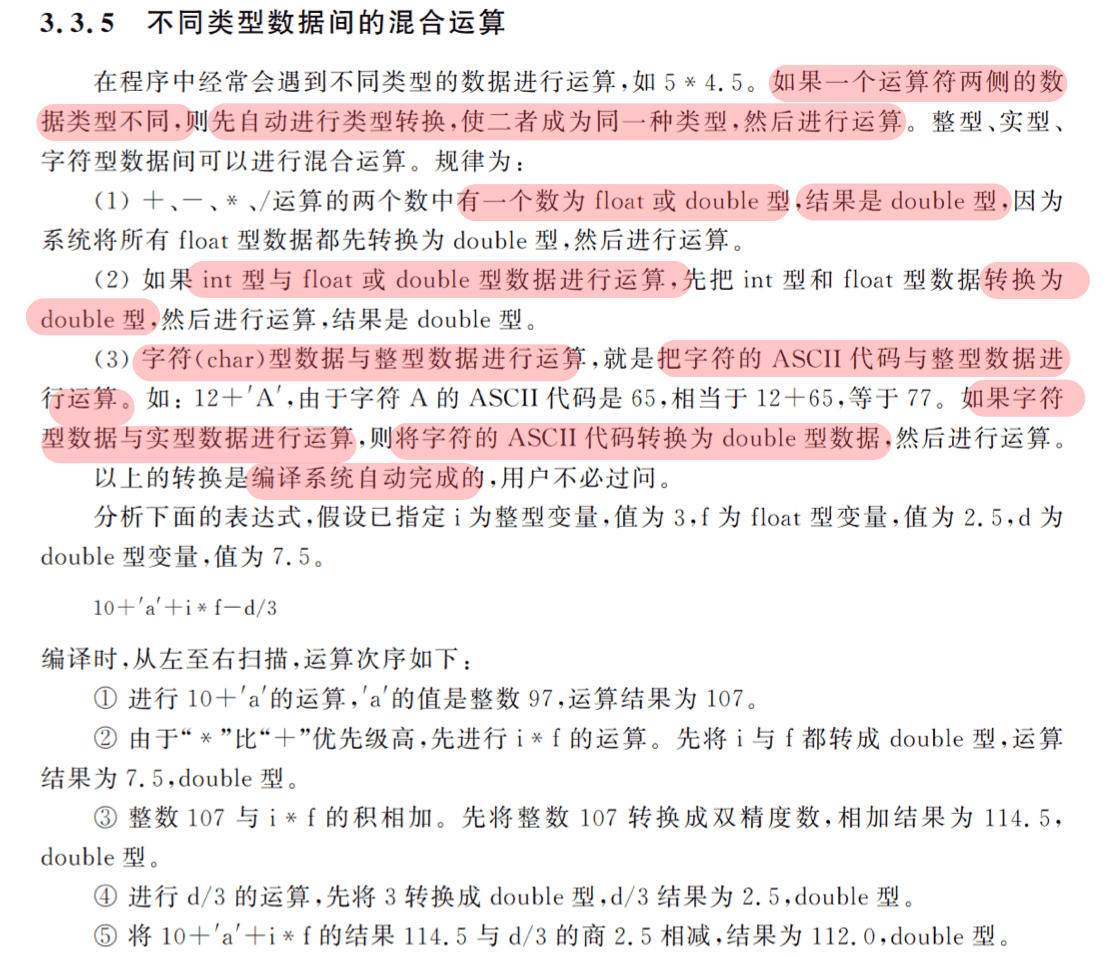 3.3.5 不同类型数据间的混合运算
在程序中经常会遇到不同类型的数据进行运算,如 5 * 4.5。如果一个运算符两侧的数
据类型不同,则先自动进行类型转换,使二者成为同一种类型,然后进行运算。整型、实型、
字符型数据间可以进行混合运算。规律为:
(1) +、-、*、/运算的两个数中有一个数为 float 或 double 型,结果是 double 型,因为
系统将所有 float 型数据都先转换为 double 型,然后进行运算。
(2) 如果 int 型与 float 或 double 型数据进行运算,先把 int 型和 float 型数据转换为
double 型,然后进行运算,结果是 double 型。
(3) 字符(char)型数据与整型数据进行运算,就是把字符的 ASCII 代码与整型数据进
行运算。如:12+'A',由于字符 A 的 ASCII 代码是 65,相当于 12+65,等于 77。如果字符
型数据与实型数据进行运算,则将字符的 ASCII 代码转换为 double 型数据,然后进行运算。
以上的转换是编译系统自动完成的,用户不必过问。
分析下面的表达式,假设已指定 i 为整型变量,值为 3,f 为 float 型变量,值为 2.5,d 为
double 型变量,值为 7.5。
10+'a'+i*f-d/3
编译时,从左至右扫描,运算次序如下:
① 进行 10+'a'的运算,'a'的值是整数 97,运算结果为 107。
② 由于“*”比“+”优先级高,先进行 i*f 的运算。先将 i 与 f 都转成 double 型,运算
结果为 7.5,double 型。
③ 整数 107 与 i*f 的积相加。先将整数 107 转换成双精度数,相加结果为 114.5,
double 型。
④ 进行 d/3 的运算,先将 3 转换成 double 型,d/3 结果为 2.5,double 型。
⑤ 将 10+'a'+i*f 的结果 114.5 与 d/3 的商 2.5 相减,结果为 112.0,double 型。